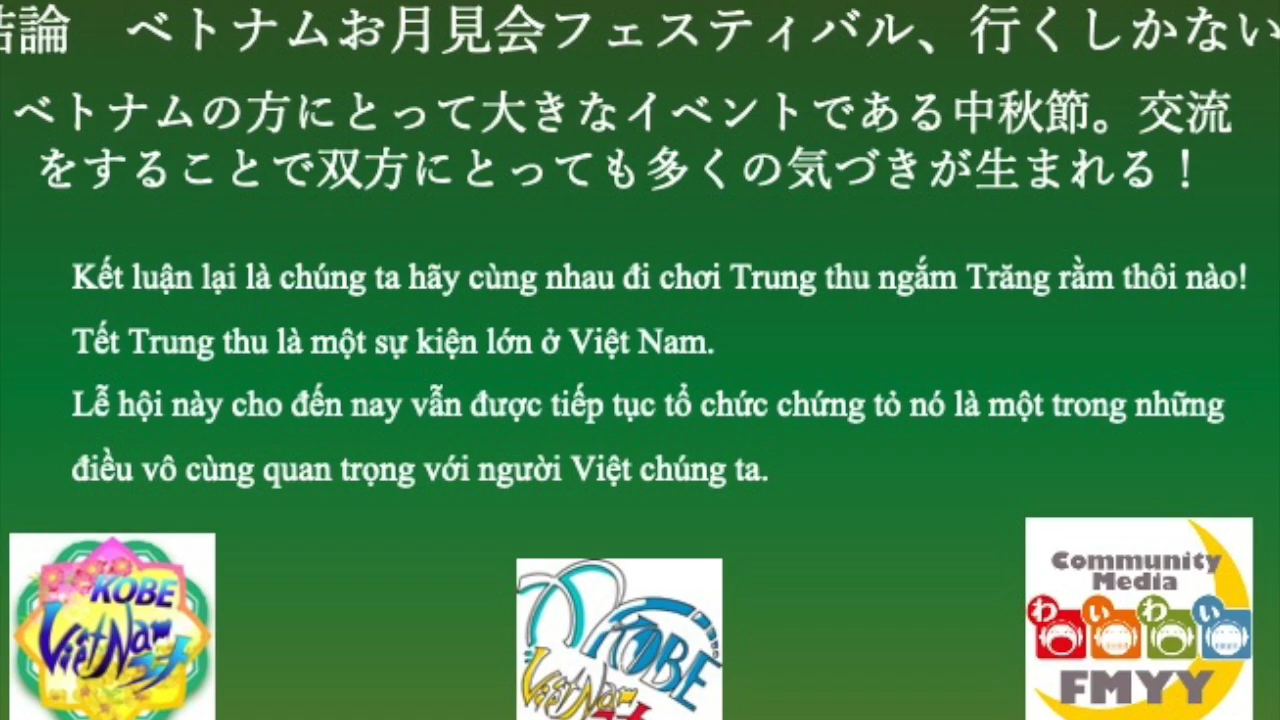 結論　ベトナムお月見会フェスティバル、行くしかない
ベトナムの方にとって大きなイベントである中秋節。交流
をすることで双方にとっても多くの気づきが生まれる！
Kết luận lại là chúng ta hãy cùng nhau đi chơi Trung thu ngắm Trăng rằm thôi nào!
Tết Trung thu là một sự kiện lớn ở Việt Nam.
Lễ hội này cho đến nay vẫn được tiếp tục tổ chức chứng tỏ nó là một trong những
điều vô cùng quan trọng với người Việt chúng ta.
KOBE
Việt Nam
KOBE
Việt Nam
Community
Media
わいわい
FMYY